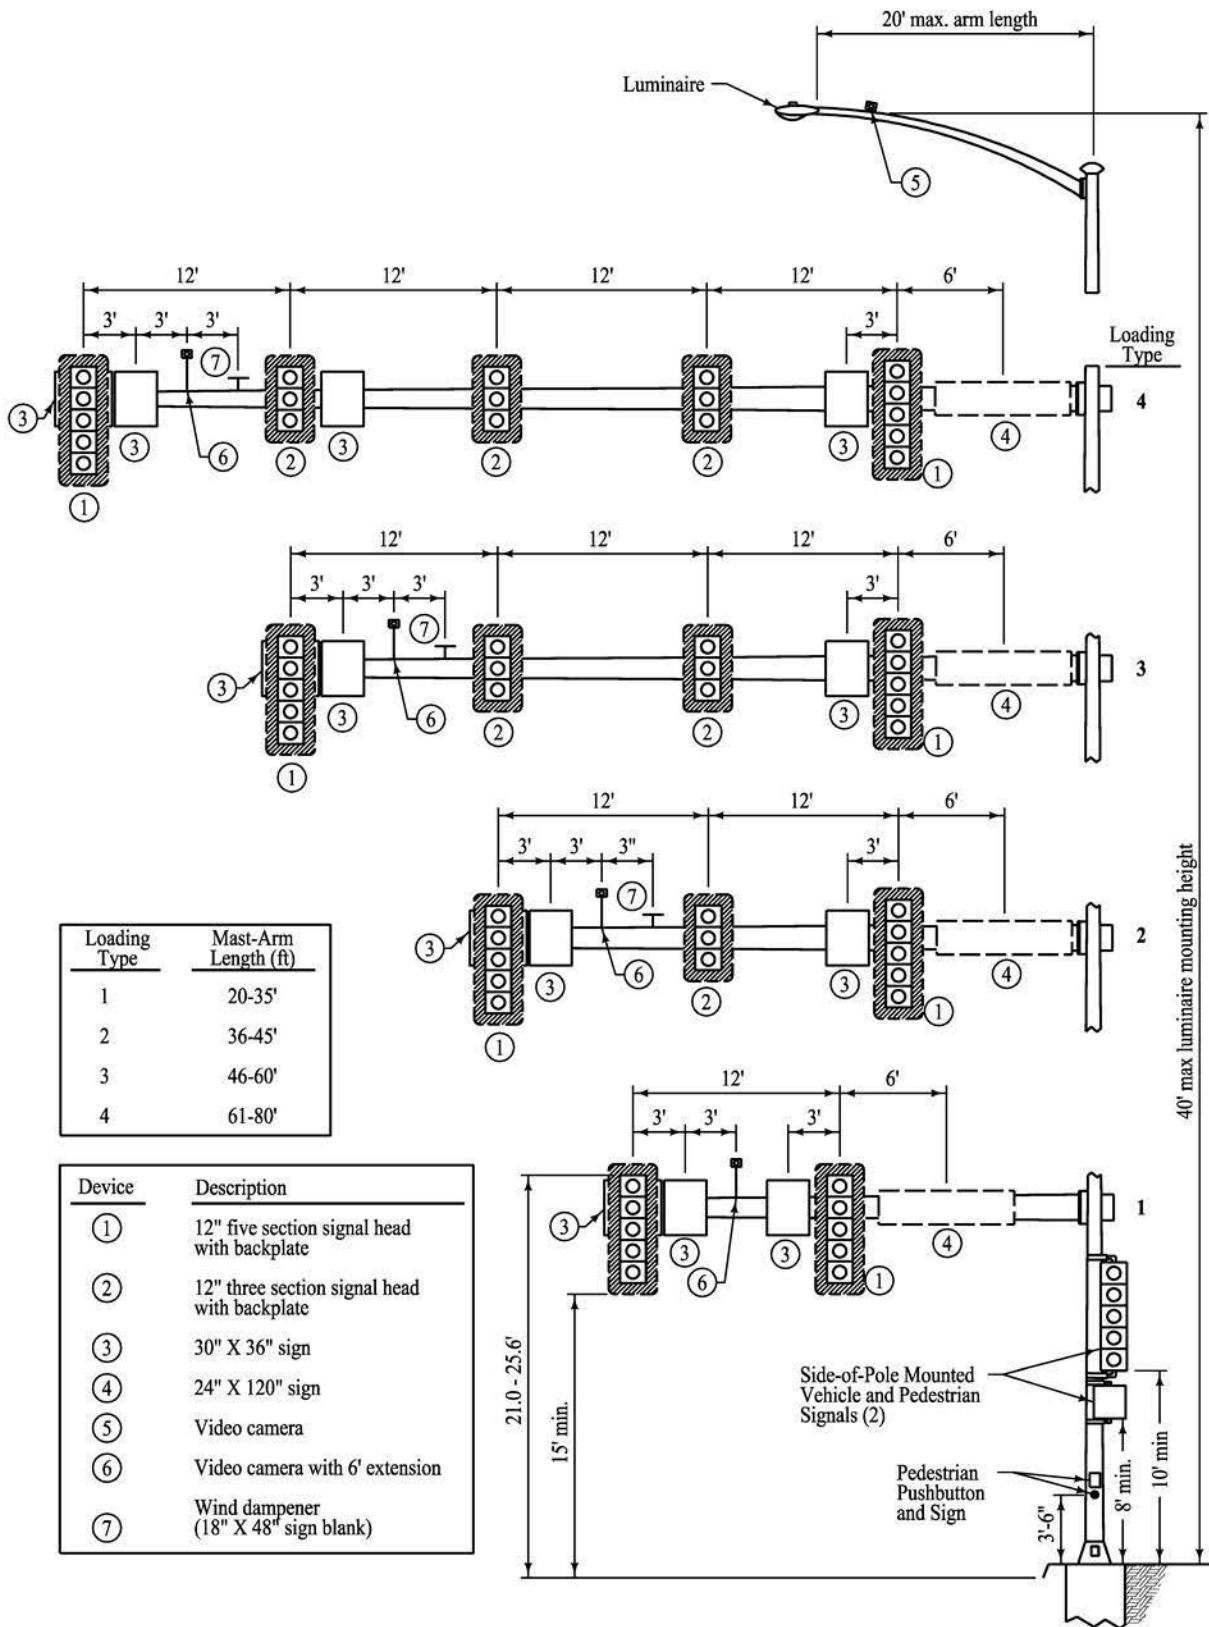 20' max. arm length
Luminaire
5
12' 12' 12' 12' 6'
3' 3' 3' 3'
Loading
Type
7
3 3 6 2 3 2 2 3 4 4
1 1
12' 12' 12' 6'
3' 3' 3' 3'
7
3 3 6 2 2 3 4 3
1 1
12' 12' 6'
3' 3' 3" 3'
7
3 3 6 2 3 4 2
1 1
40' max luminaire mounting height
Loading Mast-Arm
Type Length (ft)
1 20-35'
2 36-45'
3 46-60'
4 61-80'
12' 6'
3' 3' 3'
3 3 6 3 1 4 1
Device Description
1 12" five section signal head
with backplate
2 12" three section signal head
with backplate
3 30" X 36" sign
4 24" X 120" sign
5 Video camera
6 Video camera with 6' extension
7 Wind dampener
(18" X 48" sign blank)
21.0 - 25.6'
15' min.
Side-of-Pole Mounted
Vehicle and Pedestrian
Signals (2)
Pedestrian
Pushbutton
and Sign
3'-6"
8' min.
10' min